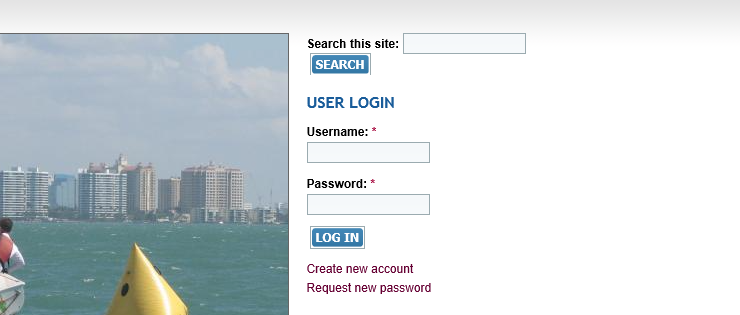 Search this site:
SEARCH
USER LOGIN
Username: *
Password: *
LOG IN
Create new account
Request new password